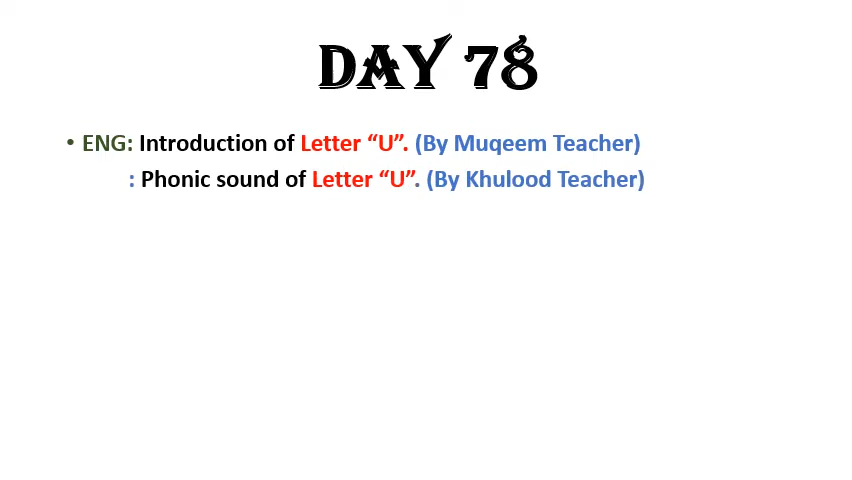 DAY 78
• ENG: Introduction of Letter “U”. (By Muqeem Teacher)
: Phonic sound of Letter “U”. (By Khulood Teacher)